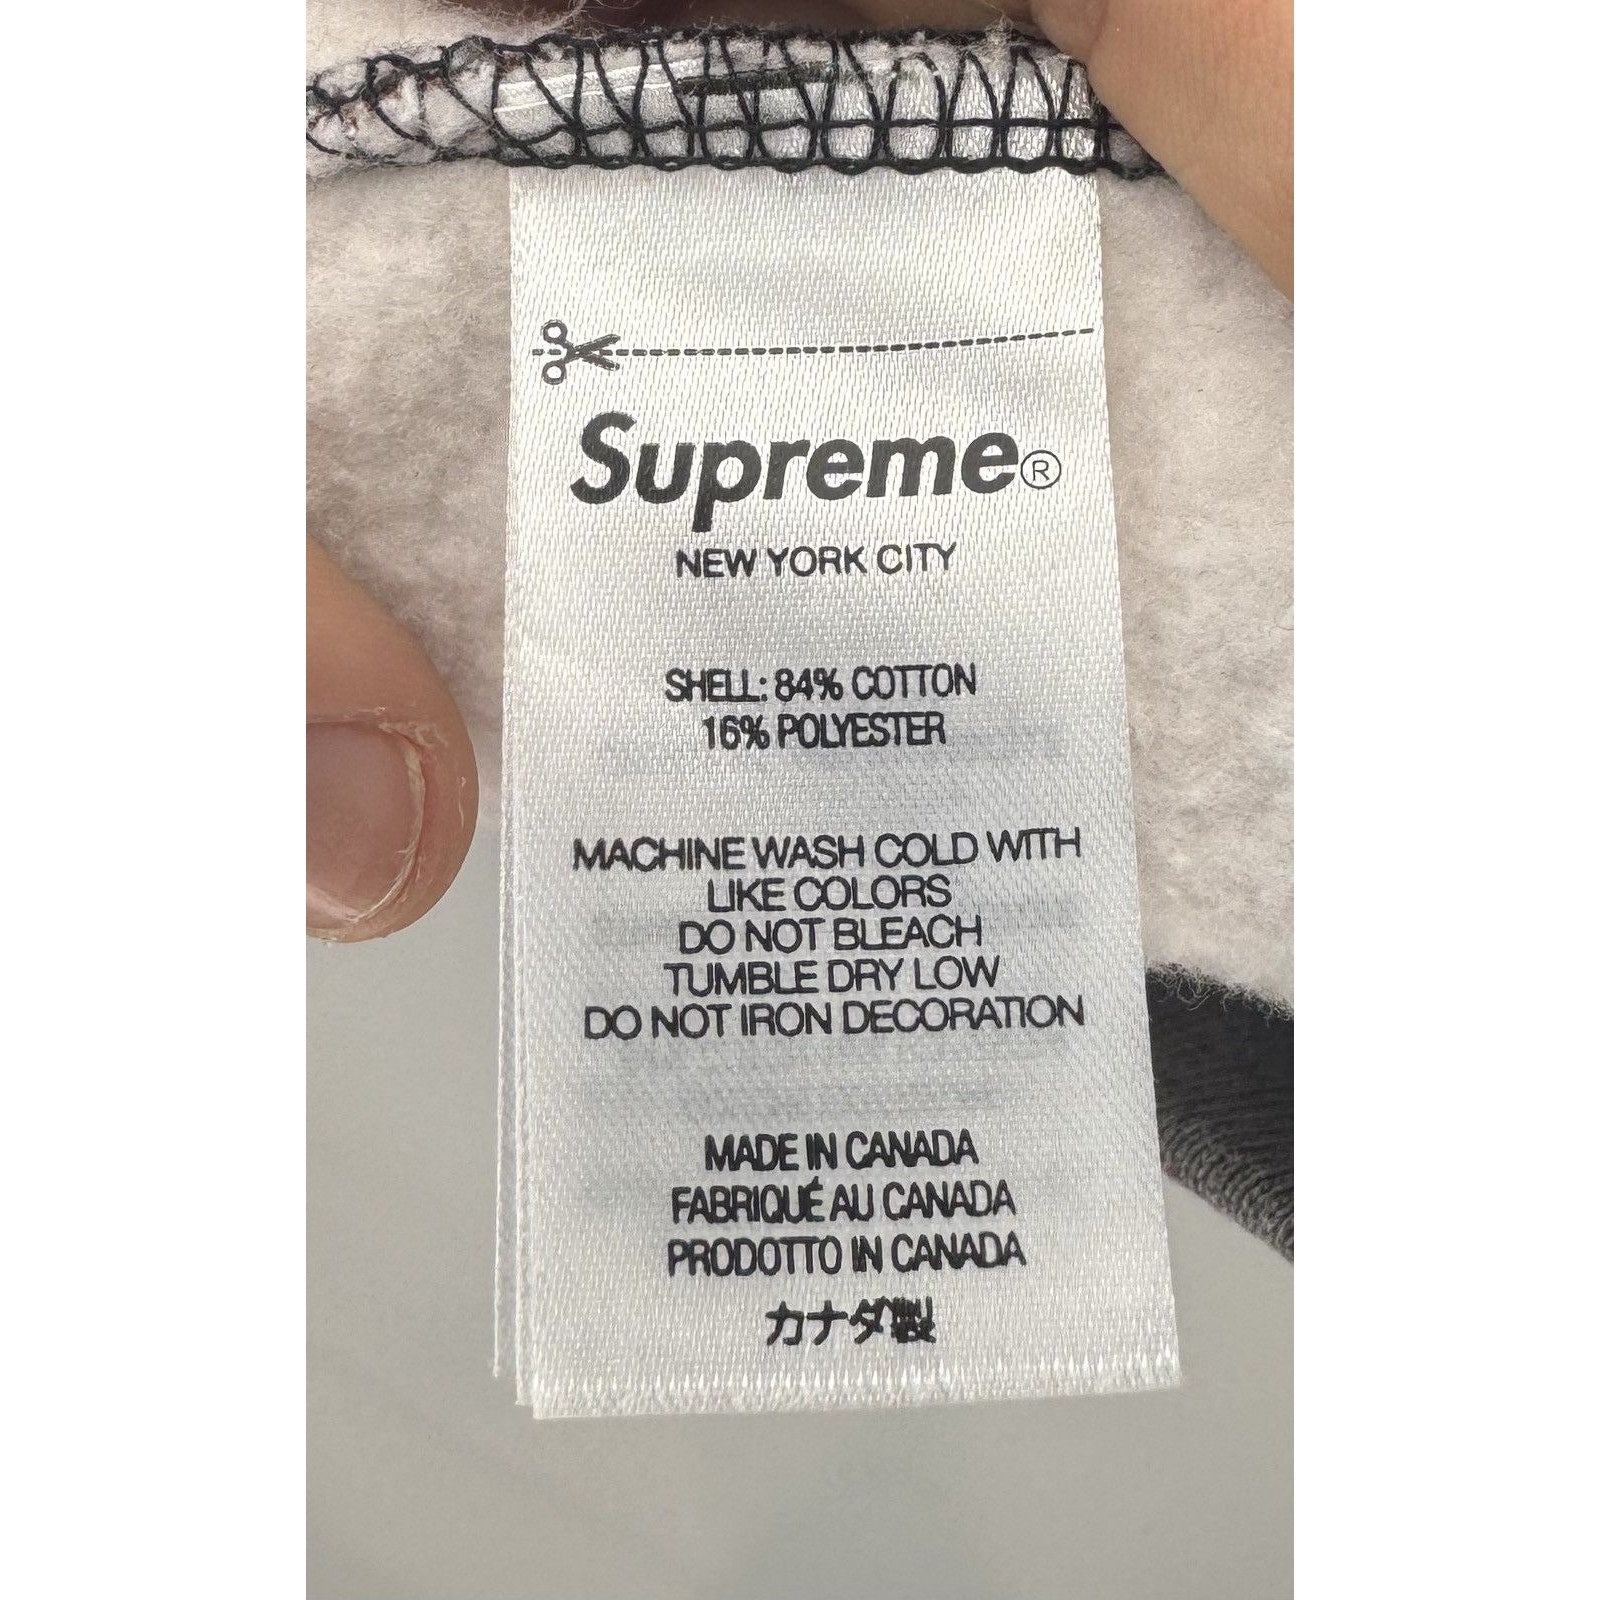 Supreme®
NEW YORK CITY
SHELL: 84% COTTON
16% POLYESTER
MACHINE WASH COLD WITH
LIKE COLORS
DO NOT BLEACH
TUMBLE DRY LOW
DO NOT IRON DECORATION
MADE IN CANADA
FABRIQUÉ AU CANADA
PRODOTTO IN CANADA
カナダ製